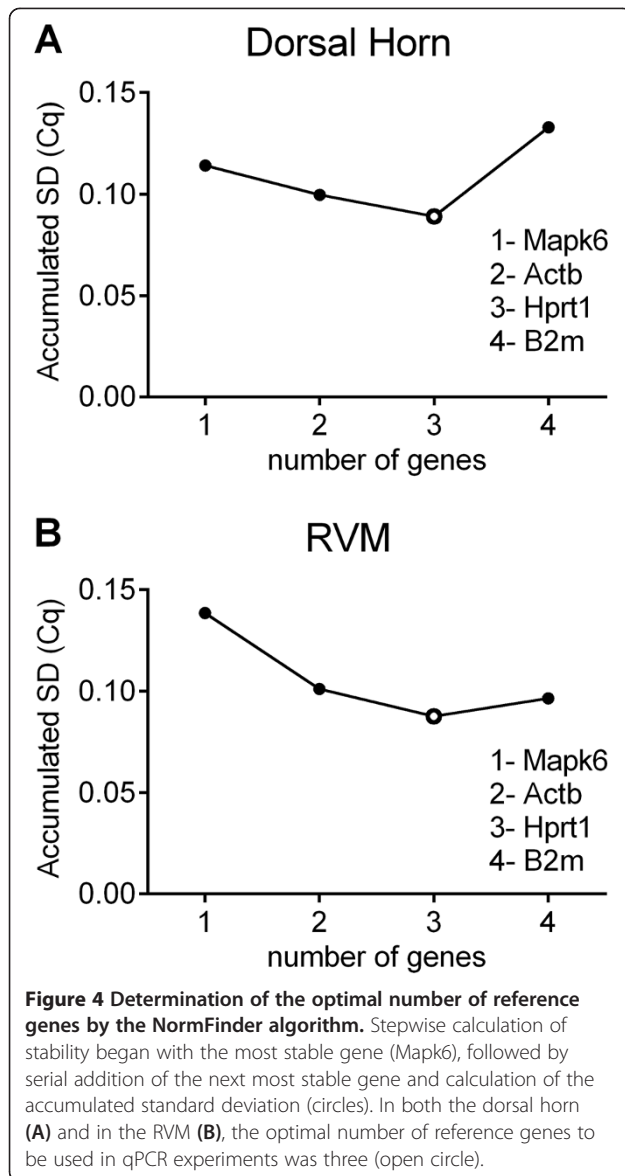 A
Dorsal Horn
Accumulated SD (Cq)
0.15
0.10
0.05
0.00
1 2 3 4
number of genes
1- Mapk6
2- Actb
3- Hprt1
4- B2m
B
RVM
Accumulated SD (Cq)
0.15
0.10
0.05
0.00
1 2 3 4
number of genes
1- Mapk6
2- Actb
3- Hprt1
4- B2m
Figure 4 Determination of the optimal number of reference
genes by the NormFinder algorithm. Stepwise calculation of
stability began with the most stable gene (Mapk6), followed by
serial addition of the next most stable gene and calculation of the
accumulated standard deviation (circles). In both the dorsal horn
(A) and in the RVM (B), the optimal number of reference genes to
be used in qPCR experiments was three (open circle).